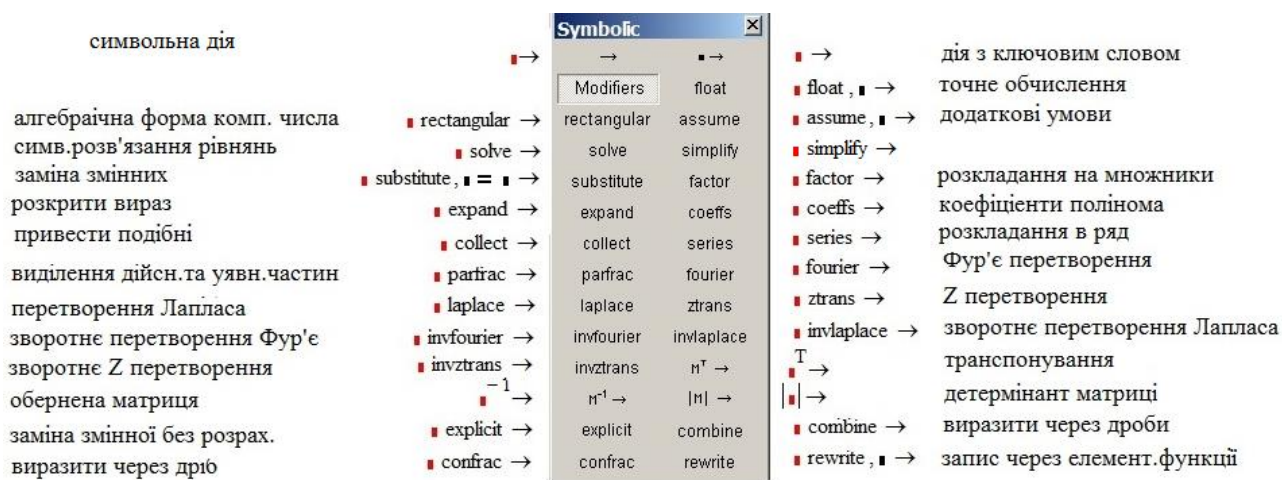 Symbolic
символьна дія → → →  → дія з ключовим словом
Modifiers float float , → точне обчислення
алгебраічна форма комп. числа rectangular → rectangular assume assume , → додаткові умови
симв.розв'язання рівнянь solve → solve simplify simplify →
заміна змінних substitute , = → substitute factor factor → розкладання на множники
розкрити вираз expand → expand coeffs coeffs → коефіціенти полінома
привести подібні collect → collect series series → розкладання в ряд
виділення дійсн.та уявн.частин parfrac → parfrac fourier fourier → Фур'є перетворення
перетворення Лапласа laplace → laplace ztrans ztrans → Z перетворення
зворотнє перетворення Фур'є invfourier → invfourier invlaplace invlaplace → зворотнє перетворення Лапласа
зворотнє Z перетворення invztrans → invztrans Mᵀ → T → транспонування
обернена матриця −1 → M⁻¹ → |M| → | | → детермінант матриці
заміна змінної без розрах. explicit → explicit combine combine → виразити через дроби
виразити через дріб confrac → confrac rewrite rewrite , → запис через елемент.функції